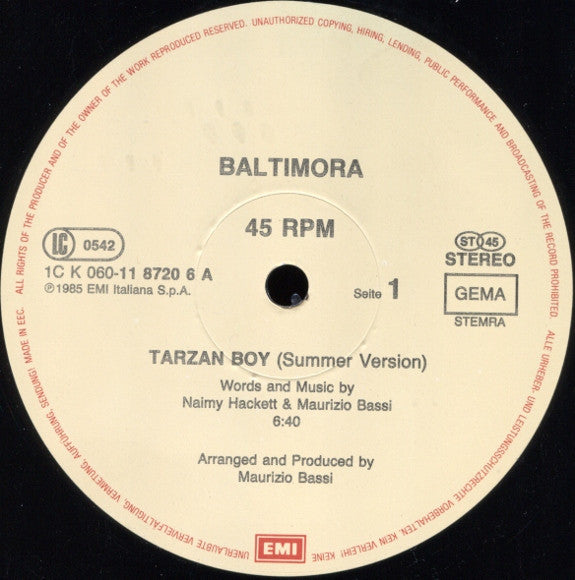 ALL RIGHTS OF THE PRODUCER AND OF THE OWNER OF THE WORK REPRODUCED RESERVED. UNAUTHORIZED COPYING, HIRING, LENDING, PUBLIC PERFORMANCE AND BROADCASTING OF THE RECORD PROHIBITED.
BALTIMORA
45 RPM
LC 0542
1C K 060-11 8720 6 A
℗1985 EMI Italiana S.p.A.
Seite 1
ST 45
STEREO
GEMA
STEMRA
TARZAN BOY (Summer Version)
Words and Music by
Naimy Hackett & Maurizio Bassi
6:40
Arranged and Produced by
Maurizio Bassi
EMI
ALLE URHEBER- UND LEISTUNGSSCHUTZRECHTE VORBEHALTEN. KEIN VERLEIH! KEINE
UNERLAUBTE VERVIELFÄLTIGUNG, VERMIETUNG, AUFFÜHRUNG, SENDUNG! MADE IN EEC.